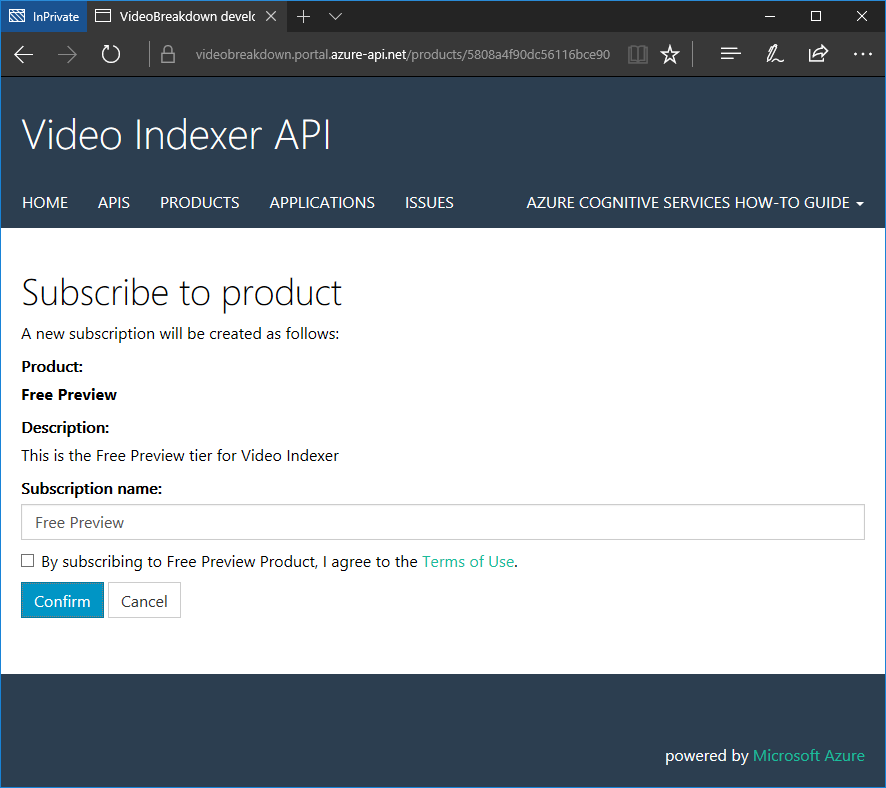 InPrivate
VideoBreakdown develo
videobreakdown.portal.azure-api.net/products/5808a4f90dc56116bce90
Video Indexer API
HOME APIS PRODUCTS APPLICATIONS ISSUES AZURE COGNITIVE SERVICES HOW-TO GUIDE
Subscribe to product
A new subscription will be created as follows:
Product:
Free Preview
Description:
This is the Free Preview tier for Video Indexer
Subscription name:
Free Preview
By subscribing to Free Preview Product, I agree to the Terms of Use.
Confirm Cancel
powered by Microsoft Azure